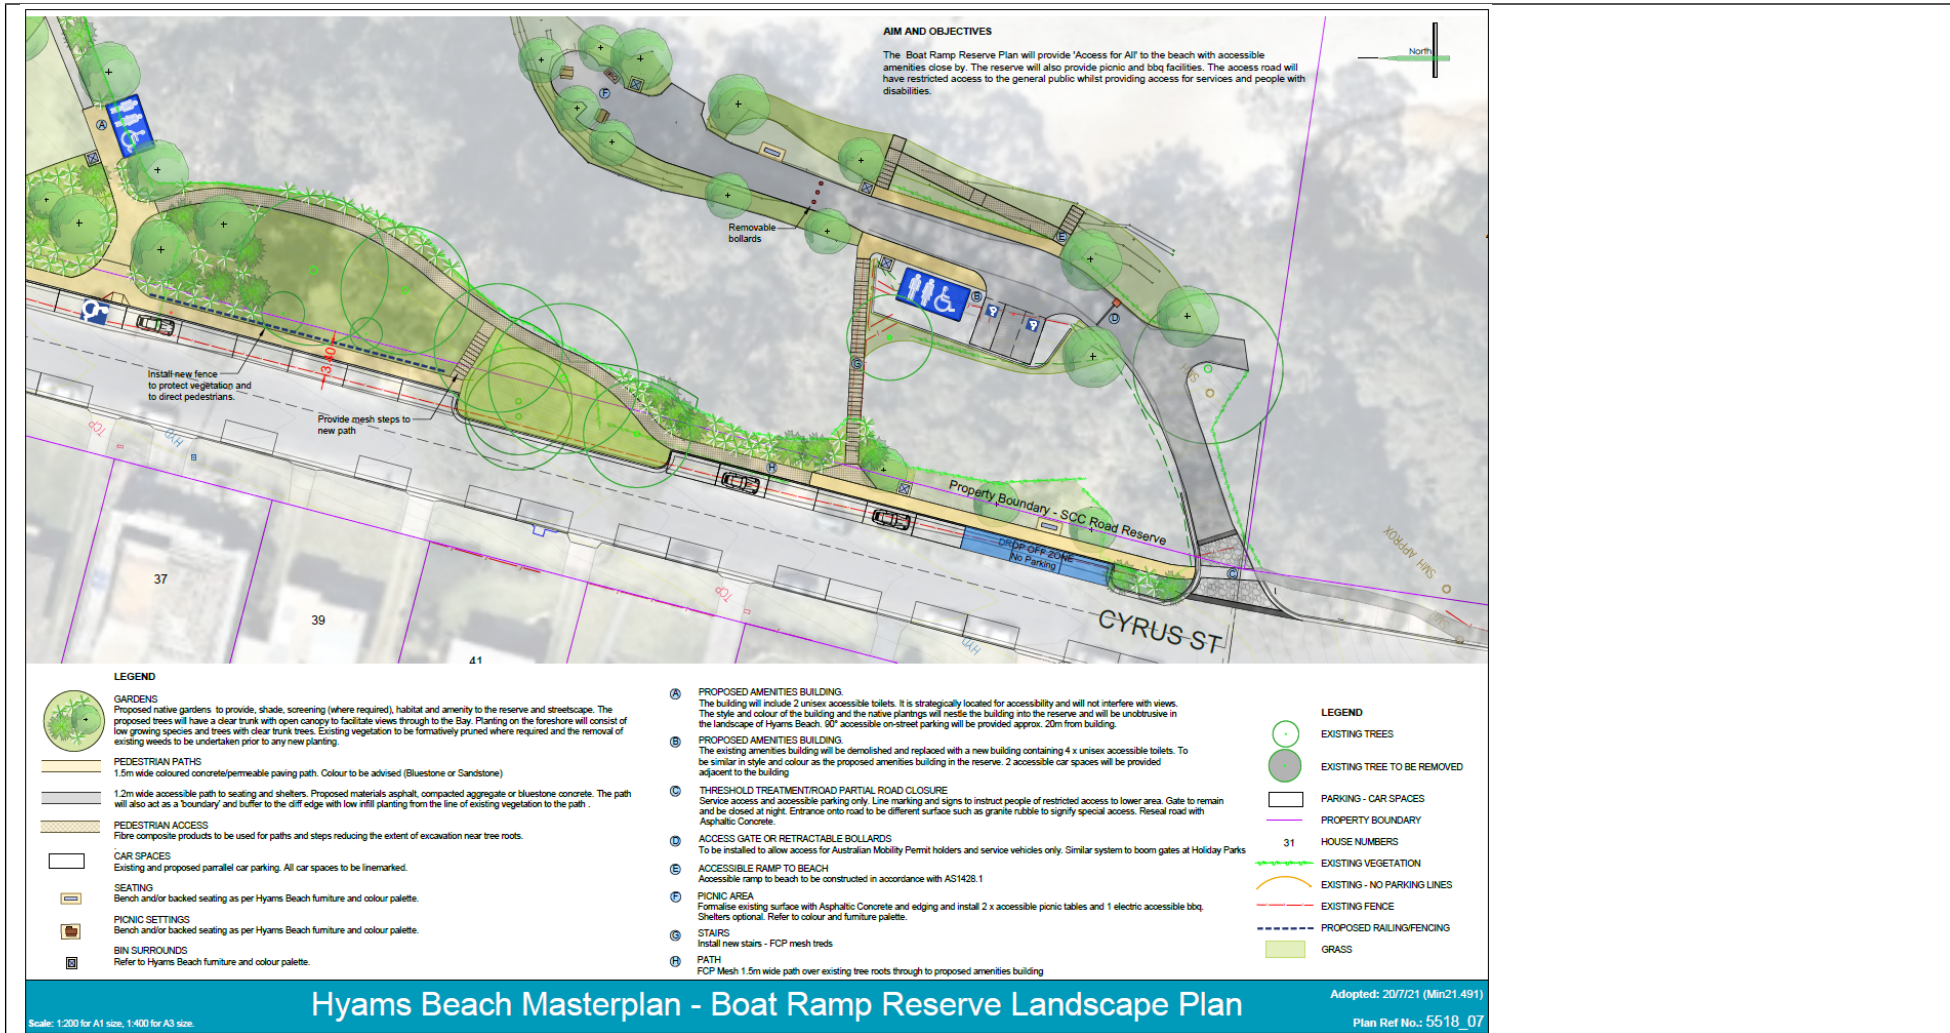 AIM AND OBJECTIVES
The Boat Ramp Reserve Plan will provide 'Access for All' to the beach with accessible
amenities close by. The reserve will also provide picnic and bbq facilities. The access road will
have restricted access to the general public whilst providing access for services and people with
disabilities.
North
A
F
Removable
bollards
E
B
D
G
3.40
Install new fence
to protect vegetation and
to direct pedestrians.
Provide mesh steps to
new path
H
TCP
HYD
SMH
Property Boundary - SCC Road Reserve
DROP OFF ZONE
No Parking
C
SMH APPROX
CYRUS ST
TCP
HYD
37
39
41
LEGEND
GARDENS
Proposed native gardens to provide, shade, screening (where required), habitat and amenity to the reserve and streetscape. The
proposed trees will have a clear trunk with open canopy to facilitate views through to the Bay. Planting on the foreshore will consist of
low growing species and trees with clear trunk trees. Existing vegetation to be formatively pruned where required and the removal of
existing weeds to be undertaken prior to any new planting.
PEDESTRIAN PATHS
1.5m wide coloured concrete/permeable paving path. Colour to be advised (Bluestone or Sandstone)
1.2m wide accessible path to seating and shelters. Proposed materials asphalt, compacted aggregate or bluestone concrete. The path
will also act as a 'boundary' and buffer to the cliff edge with low infill planting from the line of existing vegetation to the path .
PEDESTRIAN ACCESS
Fibre composite products to be used for paths and steps reducing the extent of excavation near tree roots.
CAR SPACES
Existing and proposed parrallel car parking. All car spaces to be linemarked.
SEATING
Bench and/or backed seating as per Hyams Beach furniture and colour palette.
PICNIC SETTINGS
Bench and/or backed seating as per Hyams Beach furniture and colour palette.
BIN SURROUNDS
Refer to Hyams Beach furniture and colour palette.
A PROPOSED AMENITIES BUILDING.
The building will include 2 unisex accessible toilets. It is strategically located for accessibility and will not interfere with views.
The style and colour of the building and the native plantngs will nestle the building into the reserve and will be unobtrusive in
the landscape of Hyams Beach. 90° accessible on-street parking will be provided approx. 20m from building.
B PROPOSED AMENITIES BUILDING.
The existing amenities building will be demolished and replaced with a new building containing 4 x unisex accessible toilets. To
be similar in style and colour as the proposed amenities building in the reserve. 2 accessible car spaces will be provided
adjacent to the building
C THRESHOLD TREATMENT/ROAD PARTIAL ROAD CLOSURE
Service access and accessible parking only. Line marking and signs to instruct people of restricted access to lower area. Gate to remain
and be closed at night. Entrance onto road to be different surface such as granite rubble to signify special access. Reseal road with
Asphaltic Concrete.
D ACCESS GATE OR RETRACTABLE BOLLARDS
To be installed to allow access for Australian Mobility Permit holders and service vehicles only. Similar system to boom gates at Holiday Parks
E ACCESSIBLE RAMP TO BEACH
Accessible ramp to beach to be constructed in accordance with AS1428.1
F PICNIC AREA
Formalise existing surface with Asphaltic Concrete and edging and install 2 x accessible picnic tables and 1 electric accessible bbq.
Shelters optional. Refer to colour and furniture palette.
G STAIRS
Install new stairs - FCP mesh treds
H PATH
FCP Mesh 1.5m wide path over existing tree roots through to proposed amenities building
LEGEND
EXISTING TREES
EXISTING TREE TO BE REMOVED
PARKING - CAR SPACES
PROPERTY BOUNDARY
31 HOUSE NUMBERS
EXISTING VEGETATION
EXISTING - NO PARKING LINES
EXISTING FENCE
PROPOSED RAILING/FENCING
GRASS
Scale: 1:200 for A1 size, 1:400 for A3 size.
Hyams Beach Masterplan - Boat Ramp Reserve Landscape Plan
Adopted: 20/7/21 (Min21.491)
Plan Ref No.: 5518_07